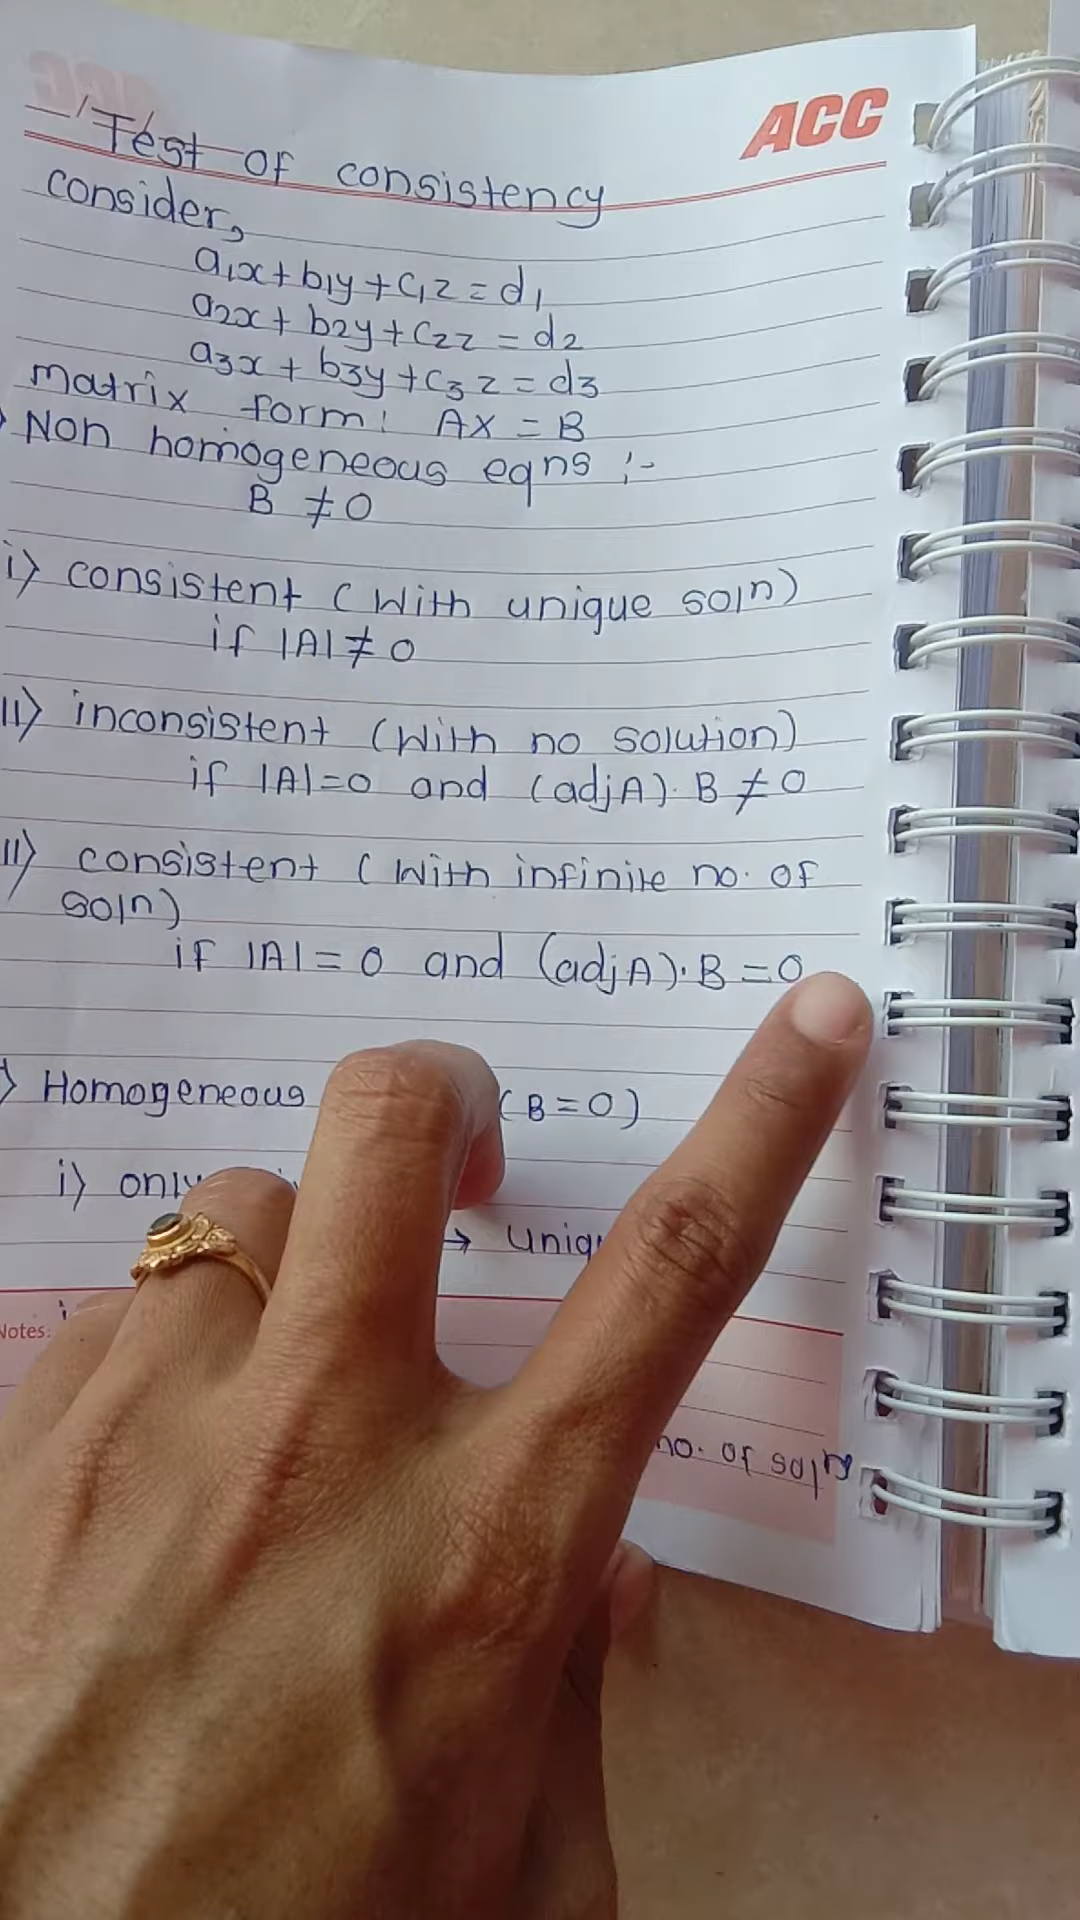 ACC
Test of consistency
consider,
a₁x + b₁y + c₁z = d₁
a₂x + b₂y + c₂z = d₂
a₃x + b₃y + c₃z = d₃
matrix form: AX = B
Non homogeneous eqns :-
B ≠ 0
i) consistent (with unique soln)
if |A| ≠ 0
ii) inconsistent (with no solution)
if |A|=0 and (adjA)·B ≠ 0
consistent (with infinite no. of
soln)
if |A| = 0 and (adjA)·B = 0
Homogeneous (B=0)
i) only
→
Notes:
no. of solns